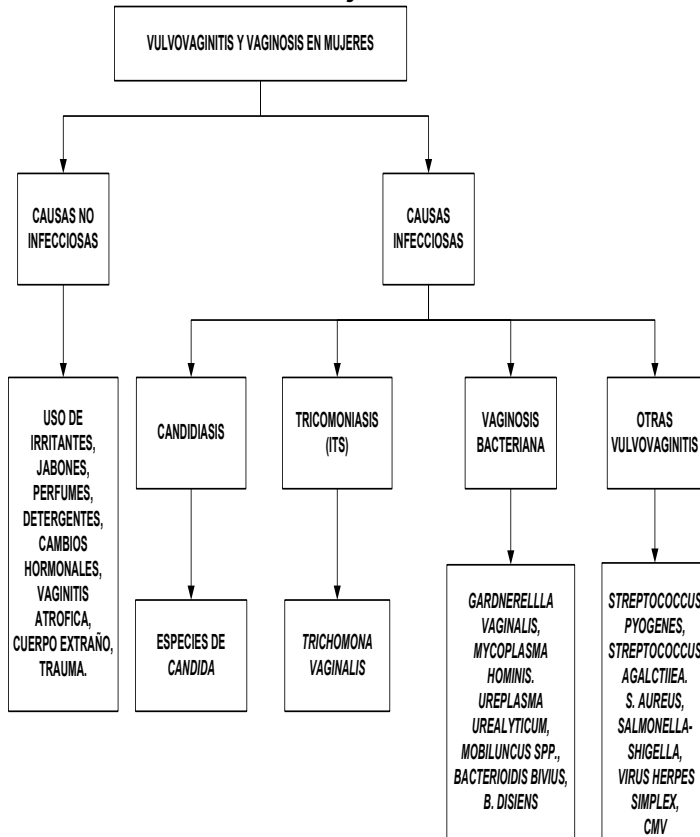 VULVOVAGINITIS Y VAGINOSIS EN MUJERES
CAUSAS NO
INFECCIOSAS
CAUSAS
INFECCIOSAS
USO DE
IRRITANTES,
JABONES,
PERFUMES,
DETERGENTES,
CAMBIOS
HORMONALES,
VAGINITIS
ATROFICA,
CUERPO EXTRAÑO,
TRAUMA.
CANDIDIASIS
TRICOMONIASIS
(ITS)
VAGINOSIS
BACTERIANA
OTRAS
VULVOVAGINITIS
ESPECIES DE
CANDIDA
TRICHOMONA
VAGINALIS
GARDNERELLLA
VAGINALIS,
MYCOPLASMA
HOMINIS.
UREPLASMA
UREALYTICUM,
MOBILUNCUS SPP.,
BACTERIOIDIS BIVIUS,
B. DISIENS
STREPTOCOCCUS
PYOGENES,
STREPTOCOCCUS
AGALCTIIEA.
S. AUREUS,
SALMONELLA-
SHIGELLA,
VIRUS HERPES
SIMPLEX,
CMV